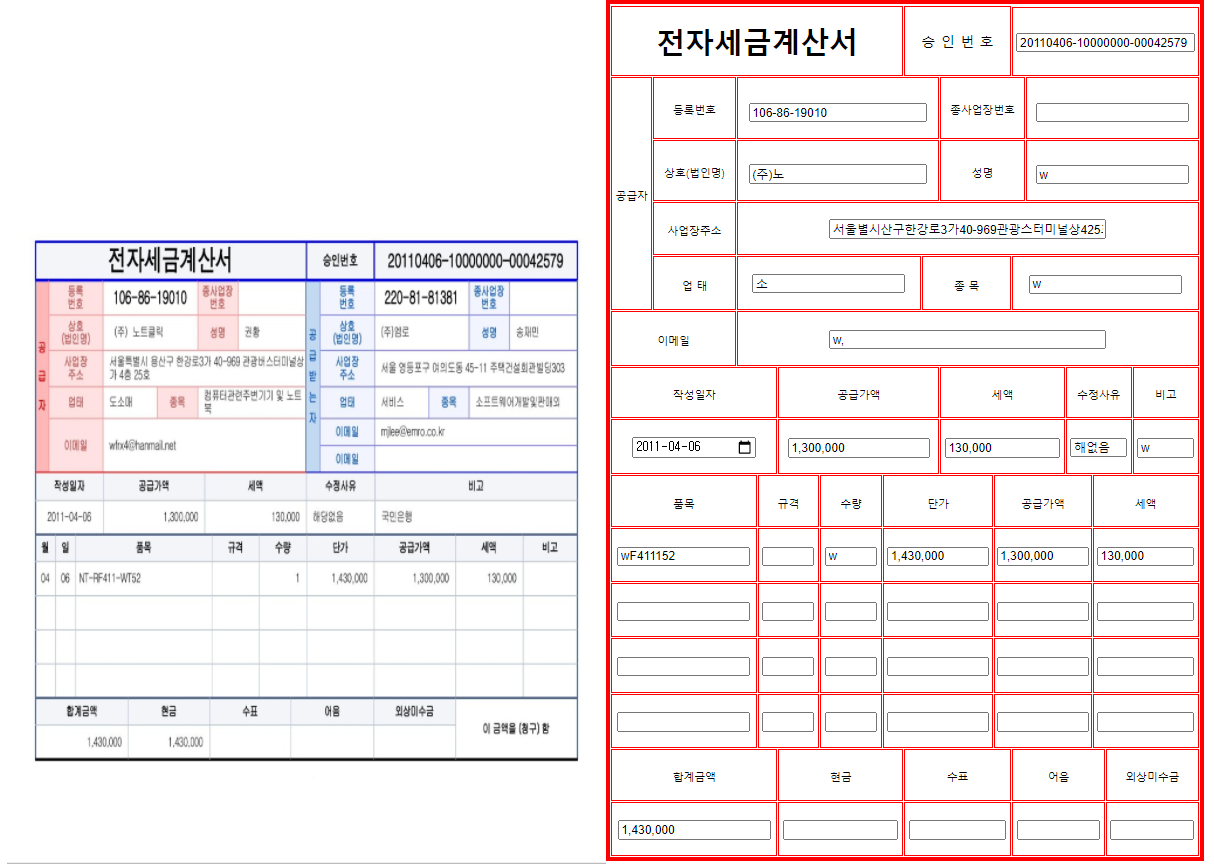 전자세금계산서 승인번호 20110406-10000000-00042579
공급자
등록번호 106-86-19010 종사업장번호
상호(법인명) (주) 노트클릭 성명 권황
사업장주소 서울특별시 용산구 한강로3가 40-969 관광버스터미널상가 4층 25호
업태 도소매 종목 컴퓨터관련주변기기 및 노트북
이메일 wfrx4@hanmail.net
공급받는자
등록번호 220-81-81381 종사업장번호
상호(법인명) (주)엠로 성명 송재민
사업장주소 서울 영등포구 여의도동 45-11 주택건설회관빌딩303
업태 서비스 종목 소프트웨어개발및판매외
이메일 mjlee@emro.co.kr
이메일
작성일자 공급가액 세액 수정사유 비고
2011-04-06 1,300,000 130,000 해당없음 국민은행
월 일 품목 규격 수량 단가 공급가액 세액 비고
04 06 NT-RF411-WT52 1 1,430,000 1,300,000 130,000
합계금액 현금 수표 어음 외상미수금 이 금액을 (청구) 함
1,430,000 1,430,000
전자세금계산서 승 인 번 호 20110406-10000000-00042579
공급자
등록번호 106-86-19010 종사업장번호
상호(법인명) (주)노 성명 w
사업장주소 서울별시산구한강로3가40-969관광스터미널상425.
업 태 소 종 목 w
이메일 w,
작성일자 공급가액 세액 수정사유 비고
2011-04-06 1,300,000 130,000 해없음 w
품목 규격 수량 단가 공급가액 세액
wF411152 w 1,430,000 1,300,000 130,000
합계금액 현금 수표 어음 외상미수금
1,430,000